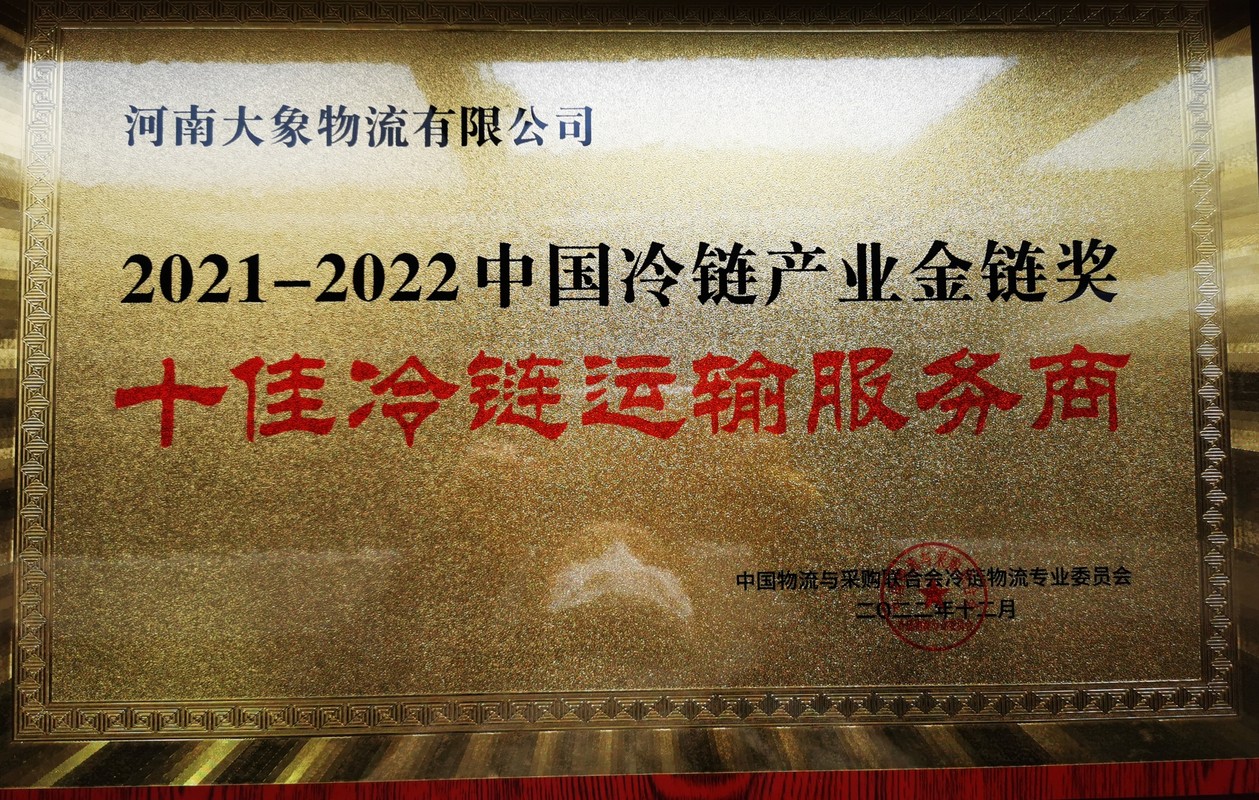 河南大象物流有限公司
2021-2022中国冷链产业金链奖
十佳冷链运输服务商
中国物流与采购联合会冷链物流专业委员会
二〇二二年十二月